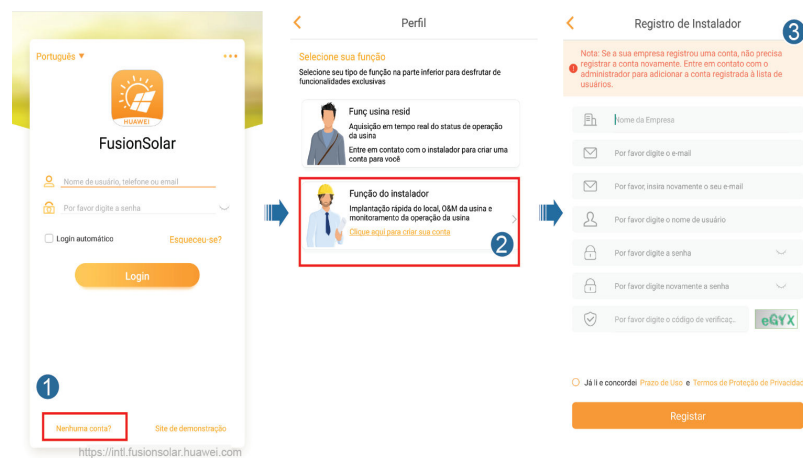 Português ▼
HUAWEI
FusionSolar
Nome de usuário, telefone ou email
Por favor digite a senha
Login automático
Esqueceu-se?
Login
1
Nenhuma conta?
Site de demonstração
https://intl.fusionsolar.huawei.com
Perfil
Selecione sua função
Selecione seu tipo de função na parte inferior para desfrutar de
funcionalidades exclusivas
Funç usina resid
Aquisição em tempo real do status de operação
da usina
Entre em contato com o instalador para criar uma
conta para você
Função do instalador
Implantação rápida do local, O&M da usina e
monitoramento da operação da usina
Clique aqui para criar sua conta
2
Registro de Instalador
3
Nota: Se a sua empresa registrou uma conta, não precisa
registrar a conta novamente. Entre em contato com o
administrador para adicionar a conta registrada à lista de
usuários.
Nome da Empresa
Por favor digite o e-mail
Por favor, insira novamente o seu e-mail
Por favor digite o nome de usuário
Por favor digite a senha
Por favor digite novamente a senha
Por favor digite o código de verificaç..
eGYX
Já li e concordei Prazo de Uso e Termos de Proteção de Privacidad
Registar